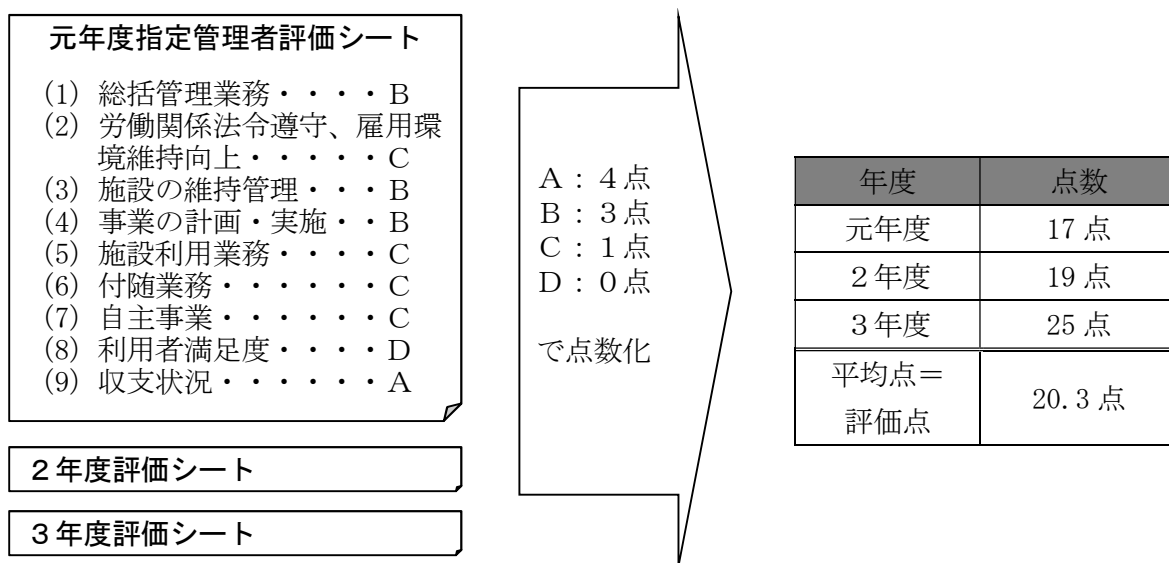 元年度指定管理者評価シート
(1) 総括管理業務・・・・B
(2) 労働関係法令遵守、雇用環
境維持向上・・・・・C
(3) 施設の維持管理・・・B
(4) 事業の計画・実施・・B
(5) 施設利用業務・・・・C
(6) 付随業務・・・・・・C
(7) 自主事業・・・・・・C
(8) 利用者満足度・・・・D
(9) 収支状況・・・・・・A
２年度評価シート
３年度評価シート
Ａ：４点
Ｂ：３点
Ｃ：１点
Ｄ：０点
で点数化
年度 点数
元年度 17 点
２年度 19 点
３年度 25 点
平均点＝
評価点 20.3 点